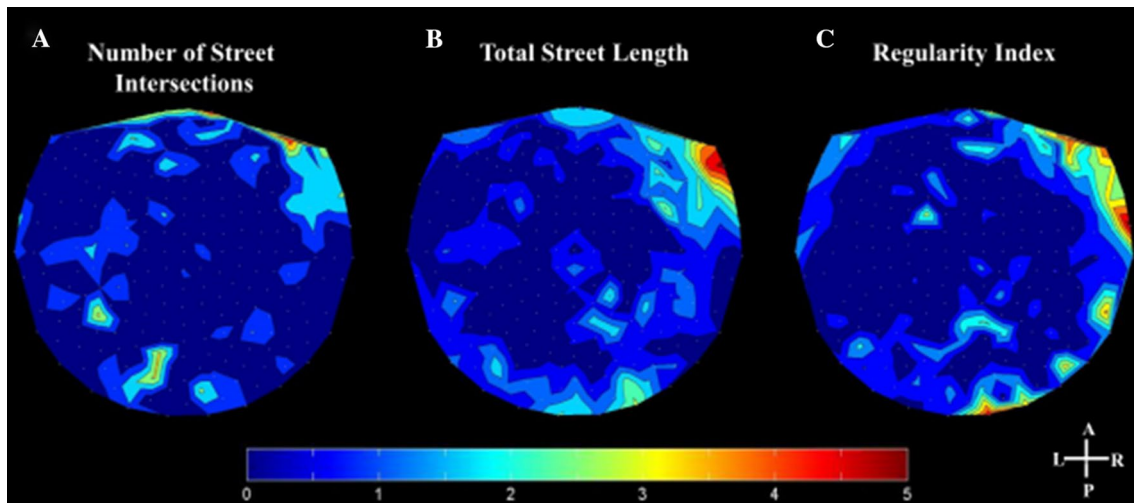 A
Number of Street
Intersections
B
Total Street Length
C
Regularity Index
0 1 2 3 4 5
A
L R
P